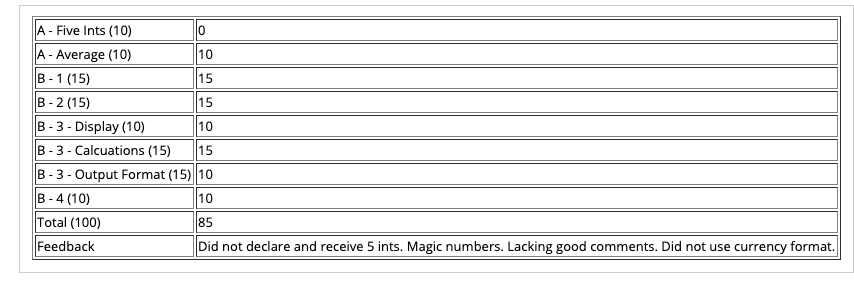 A - Five Ints (10) 0
A - Average (10) 10
B - 1 (15) 15
B - 2 (15) 15
B - 3 - Display (10) 10
B - 3 - Calcuations (15) 15
B - 3 - Output Format (15) 10
B - 4 (10) 10
Total (100) 85
Feedback Did not declare and receive 5 ints. Magic numbers. Lacking good comments. Did not use currency format.